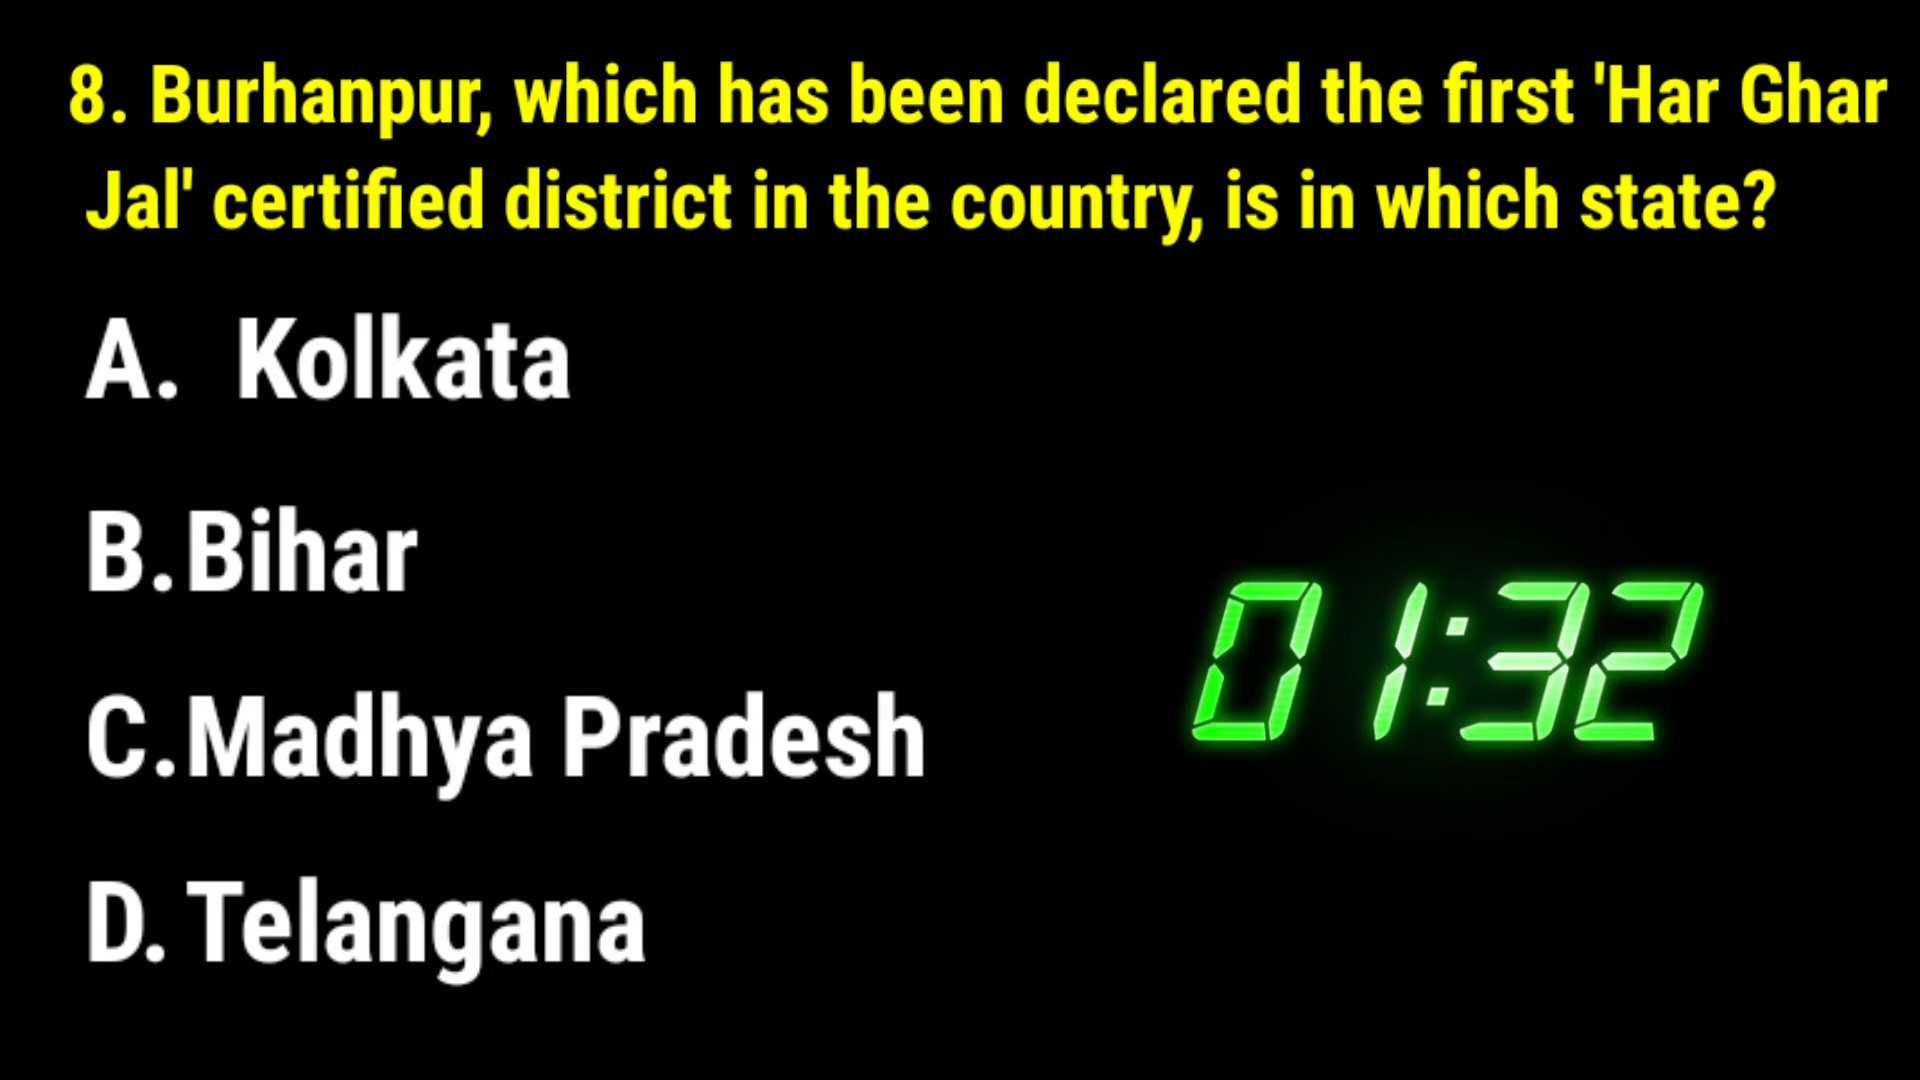 8. Burhanpur, which has been declared the first 'Har Ghar
Jal' certified district in the country, is in which state?
A. Kolkata
B. Bihar
C. Madhya Pradesh
01:32
D. Telangana